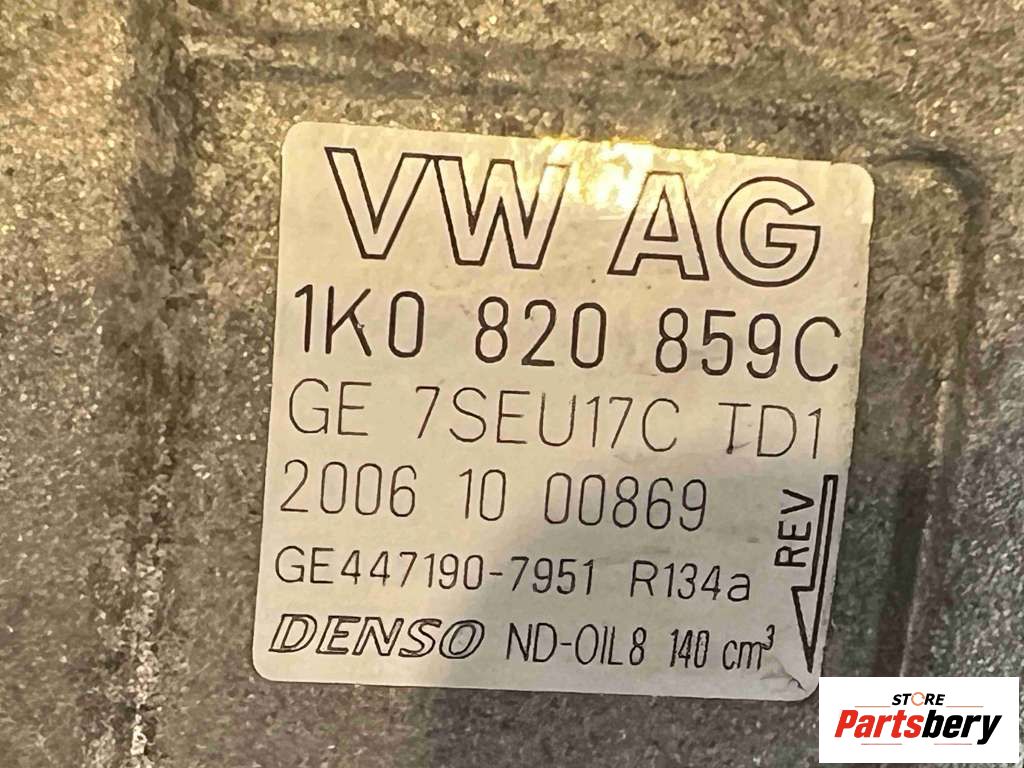 VW AG
1K0 820 859C
GE 7SEU17C TD1
2006 10 00869
REV
GE447190-7951 R134a
DENSO ND-OIL8 140 cm³
STORE
Partsbery